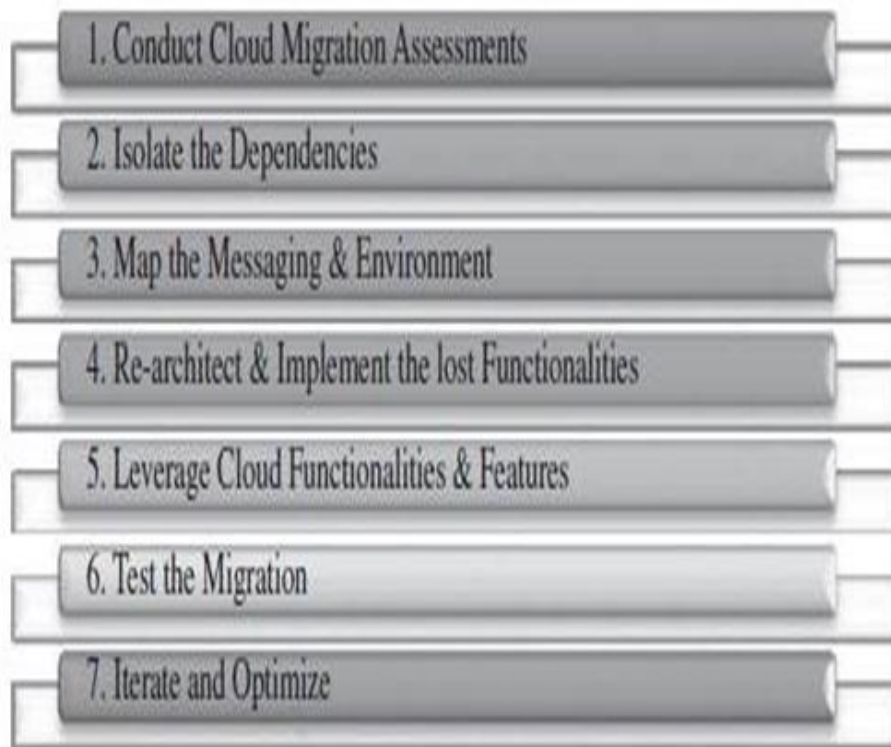 1. Conduct Cloud Migration Assessments
2. Isolate the Dependencies
3. Map the Messaging & Environment
4. Re-architect & Implement the lost Functionalities
5. Leverage Cloud Functionalities & Features
6. Test the Migration
7. Iterate and Optimize